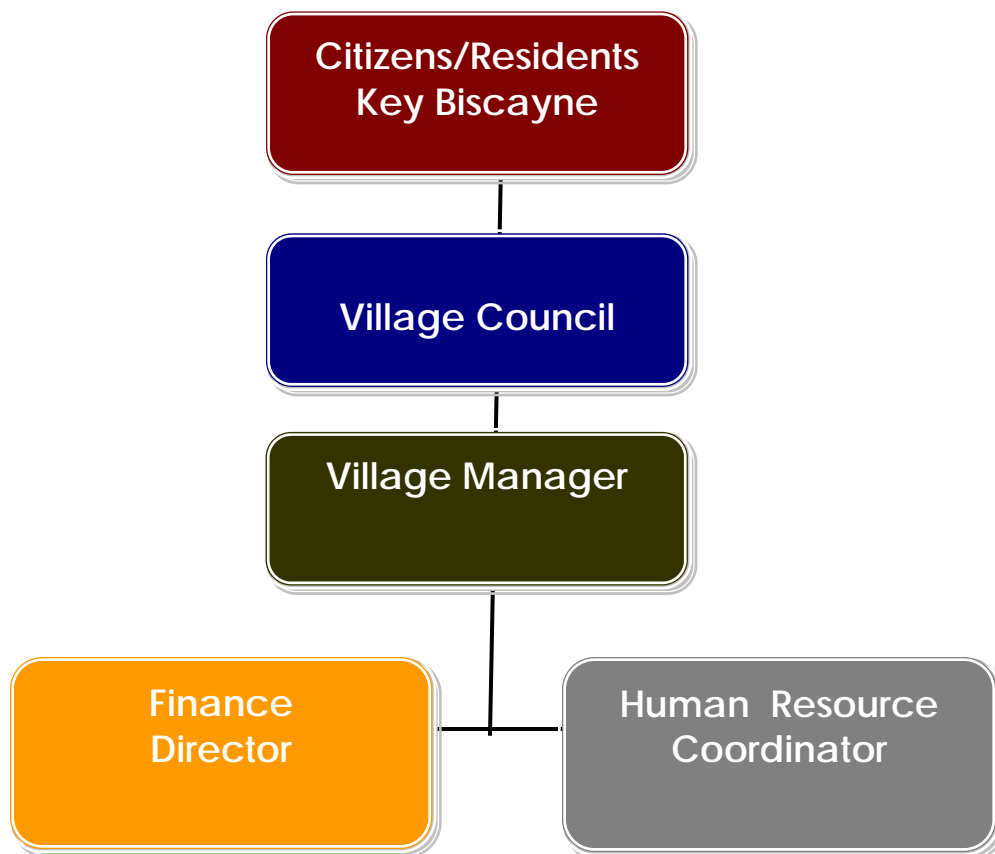 Citizens/Residents
Key Biscayne
Village Council
Village Manager
Finance
Director
Human Resource
Coordinator